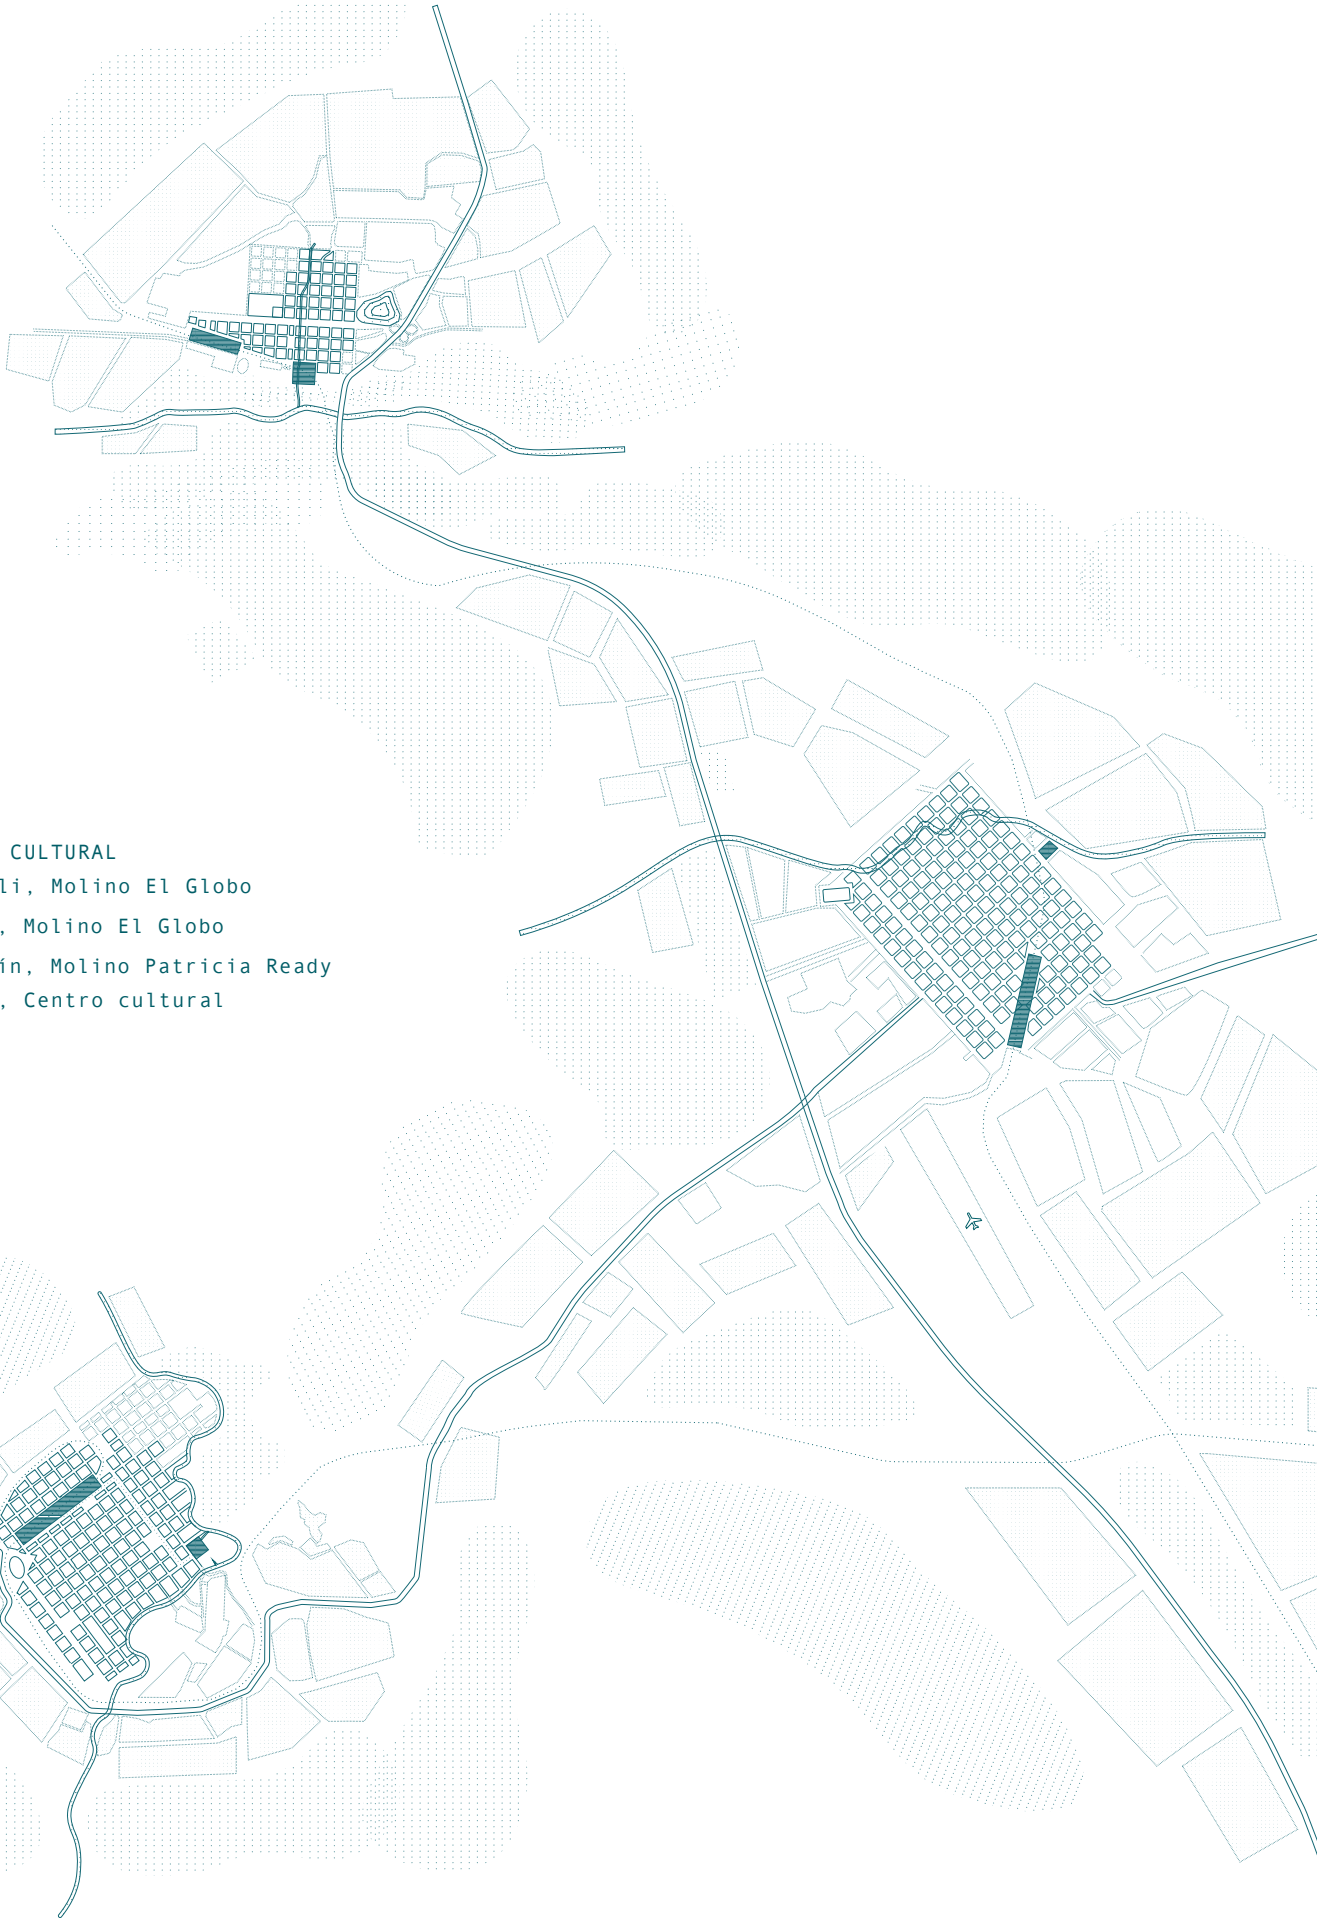 CULTURAL
li, Molino El Globo
, Molino El Globo
ín, Molino Patricia Ready
, Centro cultural